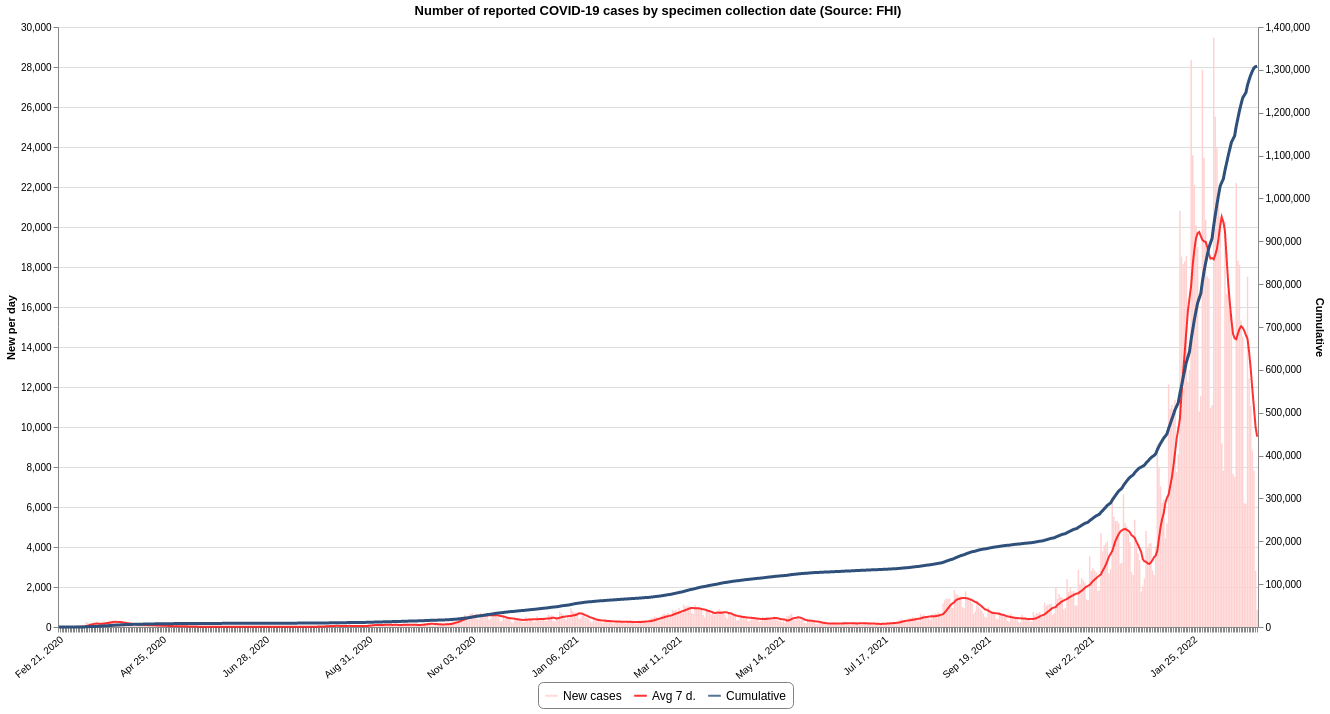 Number of reported COVID-19 cases by specimen collection date (Source: FHI)
30,000
28,000
26,000
24,000
22,000
20,000
18,000
16,000
14,000
12,000
10,000
8,000
6,000
4,000
2,000
0
New per day
1,400,000
1,300,000
1,200,000
1,100,000
1,000,000
900,000
800,000
700,000
600,000
500,000
400,000
300,000
200,000
100,000
0
Cumulative
Feb 21, 2020
Apr 25, 2020
Jun 28, 2020
Aug 31, 2020
Nov 03, 2020
Jan 06, 2021
Mar 11, 2021
May 14, 2021
Jul 17, 2021
Sep 19, 2021
Nov 22, 2021
Jan 25, 2022
New cases Avg 7 d. Cumulative